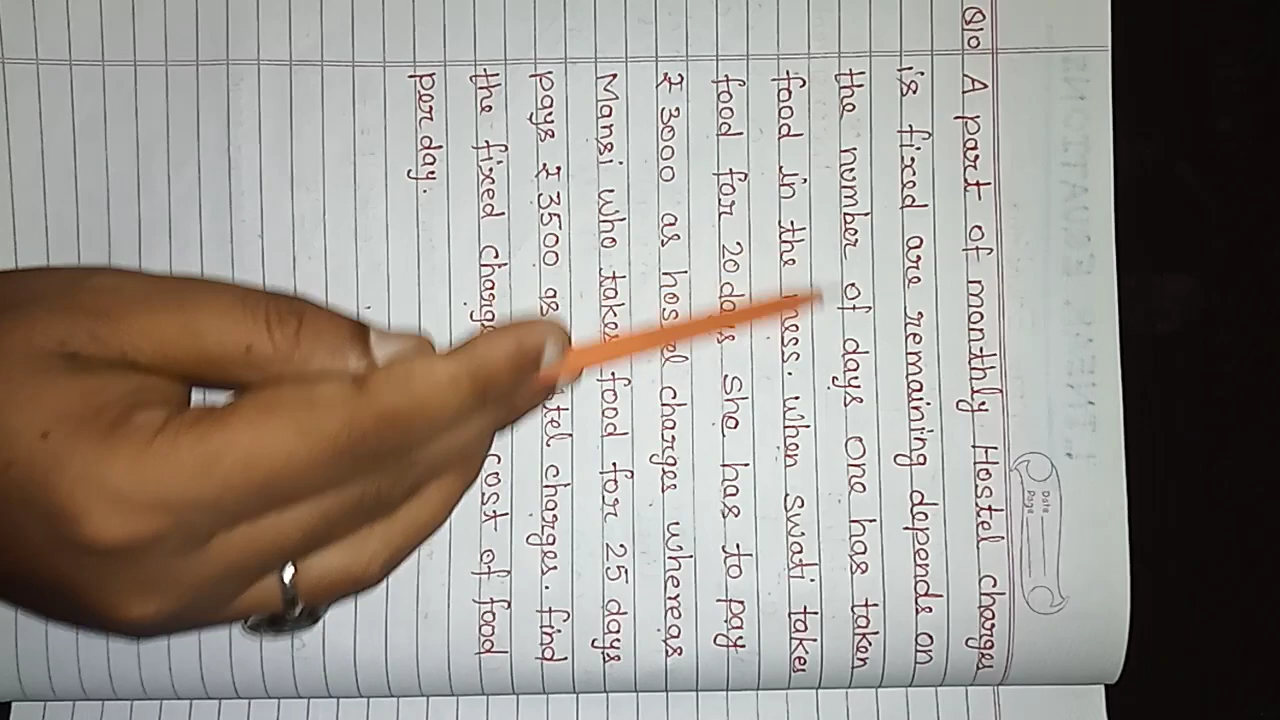 Q10 A part of monthly Hostel charges
is fixed are remaining depends on
the number of days one has taken
food in the mess. when swati takes
food for 20 days she has to pay
₹ 3000 as hostel charges whereas
Mansi who takes food for 25 days
pays ₹ 3500 as hostel charges. find
the fixed cost of food
per day.
Date
Page